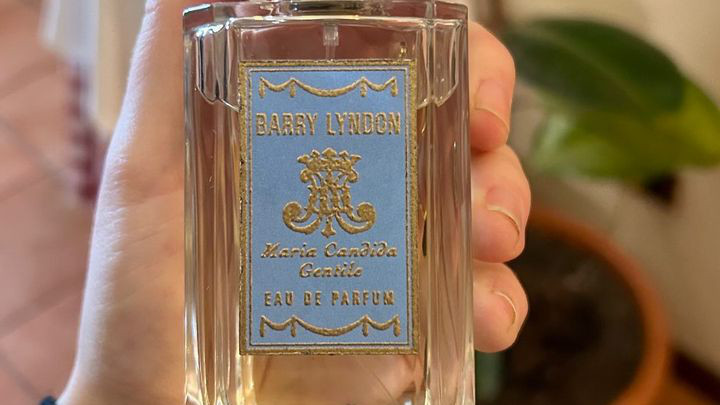 BARRY LYNDON
Maria Candida
Gentile
EAU DE PARFUM